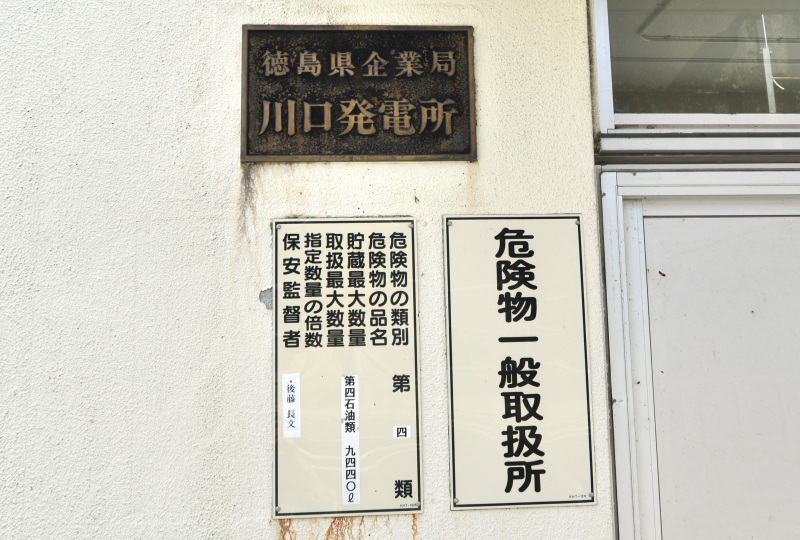 徳島県企業局
川口発電所
危険物一般取扱所
危険物の類別 第四類
危険物の品名
貯蔵最大数量 第四石油類 九四四〇ℓ
取扱最大数量
指定数量の倍数
保安監督者 後藤 長文